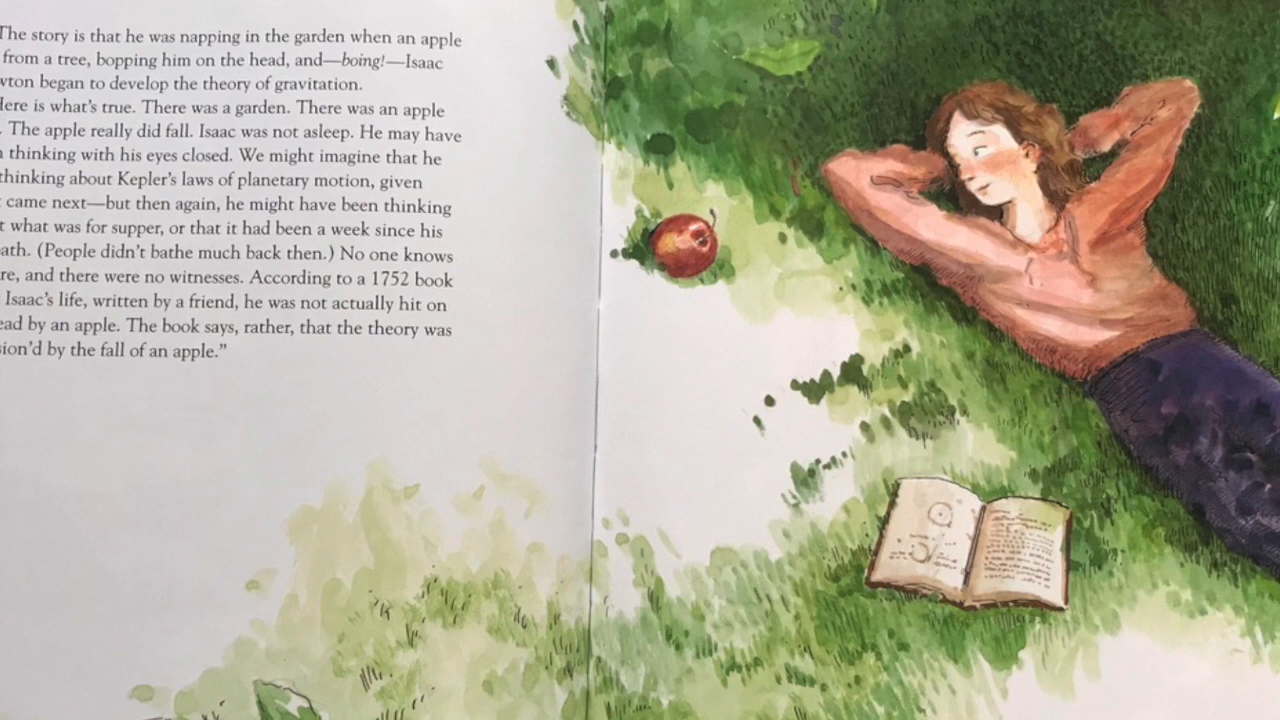 The story is that he was napping in the garden when an apple
from a tree, bopping him on the head, and—boing!—Isaac
wton began to develop the theory of gravitation.
Here is what's true. There was a garden. There was an apple
. The apple really did fall. Isaac was not asleep. He may have
thinking with his eyes closed. We might imagine that he
thinking about Kepler's laws of planetary motion, given
came next—but then again, he might have been thinking
t what was for supper, or that it had been a week since his
ath. (People didn't bathe much back then.) No one knows
re, and there were no witnesses. According to a 1752 book
Isaac's life, written by a friend, he was not actually hit on
ead by an apple. The book says, rather, that the theory was
sion'd by the fall of an apple."